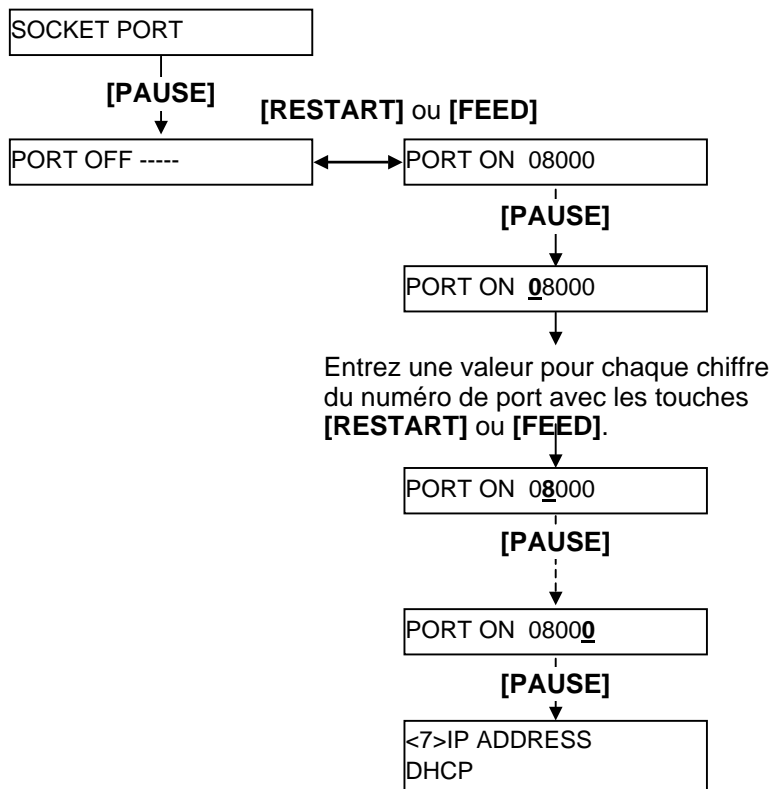 SOCKET PORT
[PAUSE]
[RESTART] ou [FEED]
PORT OFF -----
PORT ON 08000
[PAUSE]
PORT ON 08000
Entrez une valeur pour chaque chiffre
du numéro de port avec les touches
[RESTART] ou [FEED].
PORT ON 08000
[PAUSE]
PORT ON 08000
[PAUSE]
<7>IP ADDRESS
DHCP